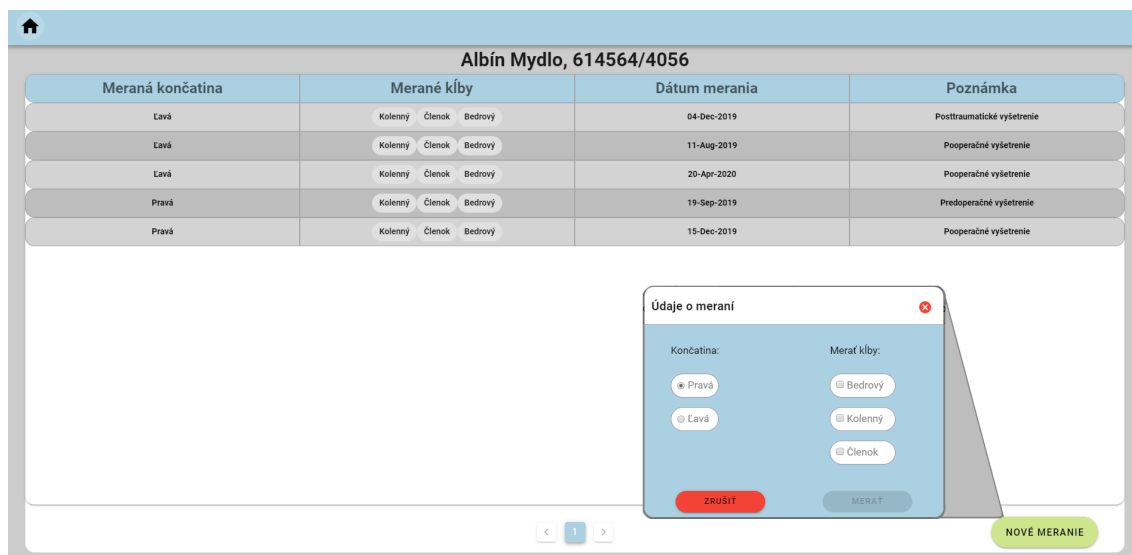 Albín Mydlo, 614564/4056
Meraná končatina Merané kĺby Dátum merania Poznámka
Ľavá Kolenný Členok Bedrový 04-Dec-2019 Posttraumatické vyšetrenie
Ľavá Kolenný Členok Bedrový 11-Aug-2019 Pooperačné vyšetrenie
Ľavá Kolenný Členok Bedrový 20-Apr-2020 Pooperačné vyšetrenie
Pravá Kolenný Členok Bedrový 19-Sep-2019 Predoperačné vyšetrenie
Pravá Kolenný Členok Bedrový 15-Dec-2019 Pooperačné vyšetrenie
Údaje o meraní
Končatina: Merať kĺby:
Pravá Bedrový
Ľavá Kolenný
Členok
ZRUŠIŤ MERAŤ
< 1 > NOVÉ MERANIE